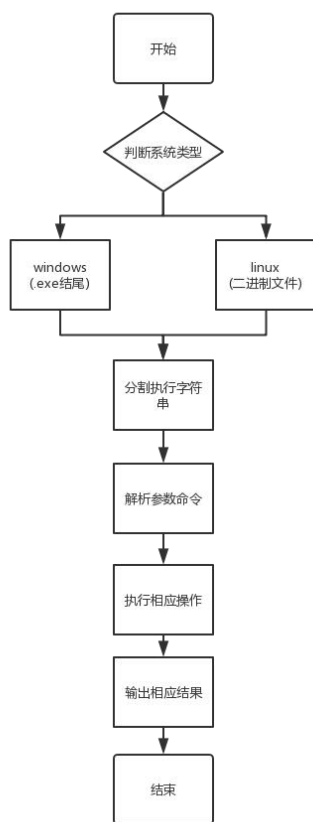 开始
判断系统类型
windows
(.exe结尾)
linux
(二进制文件)
分割执行字符
串
解析参数命令
执行相应操作
输出相应结果
结束